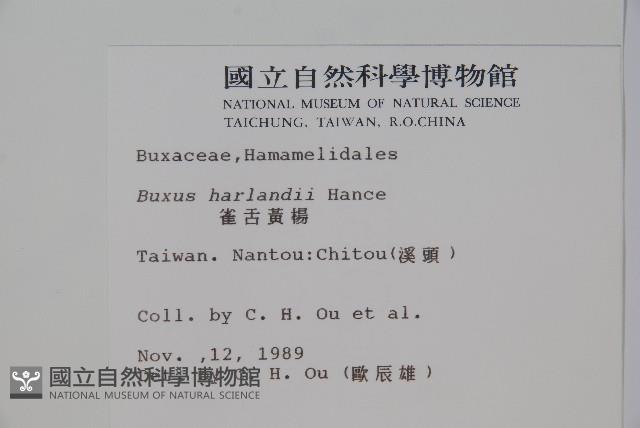 國立自然科學博物館
NATIONAL MUSEUM OF NATURAL SCIENCE
TAICHUNG, TAIWAN, R.O.CHINA
Buxaceae,Hamamelidales
Buxus harlandii Hance
雀舌黃楊
Taiwan. Nantou:Chitou(溪頭)
Coll. by C. H. Ou et al.
Nov. ,12, 1989
H. Ou (歐辰雄)
國立自然科學博物館
NATIONAL MUSEUM OF NATURAL SCIENCE